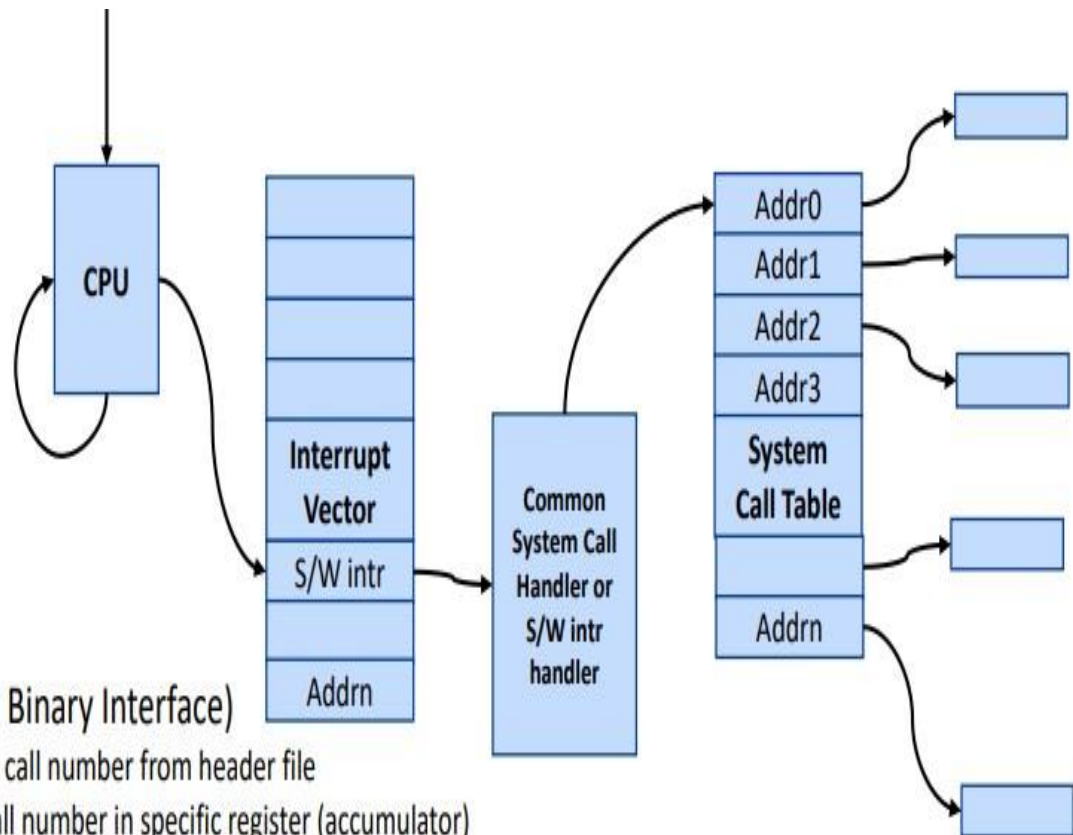 CPU
Interrupt
Vector
S/W intr
Addrn
Common
System Call
Handler or
S/W intr
handler
Addr0
Addr1
Addr2
Addr3
System
Call Table
Addrn
Binary Interface)
call number from header file
number in specific register (accumulator)